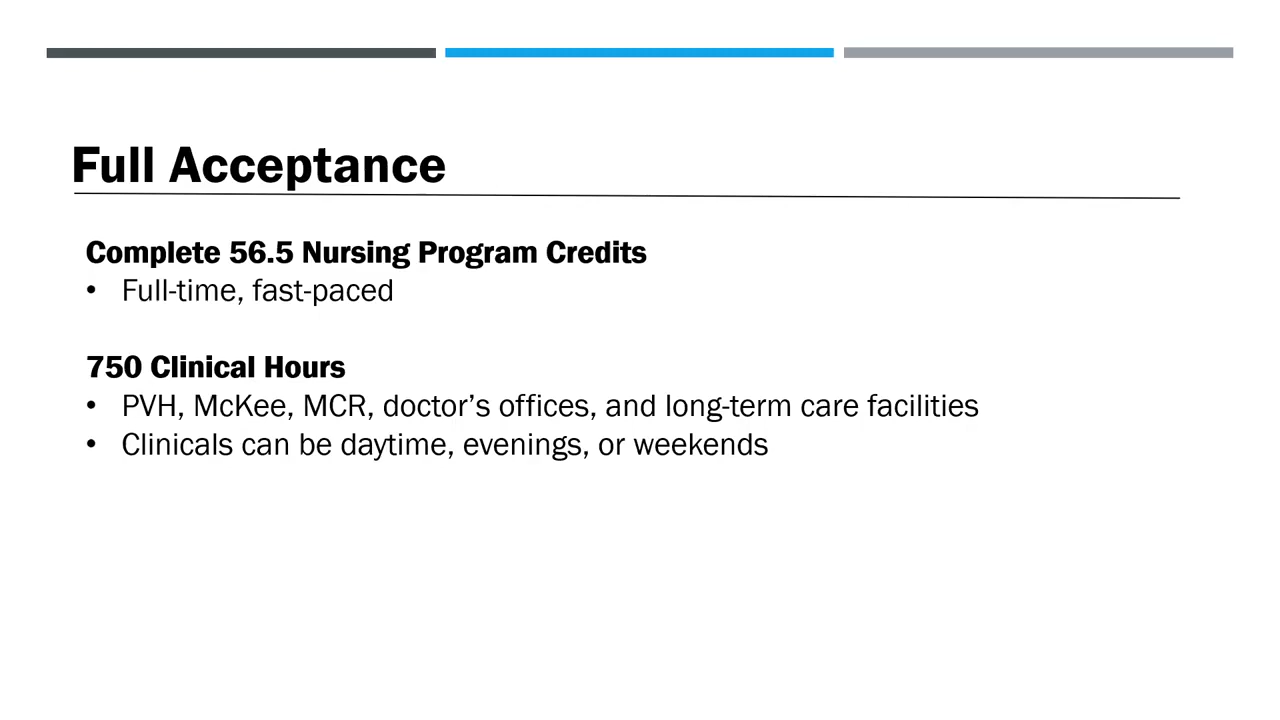 Full Acceptance
Complete 56.5 Nursing Program Credits
• Full-time, fast-paced
750 Clinical Hours
• PVH, McKee, MCR, doctor’s offices, and long-term care facilities
• Clinicals can be daytime, evenings, or weekends